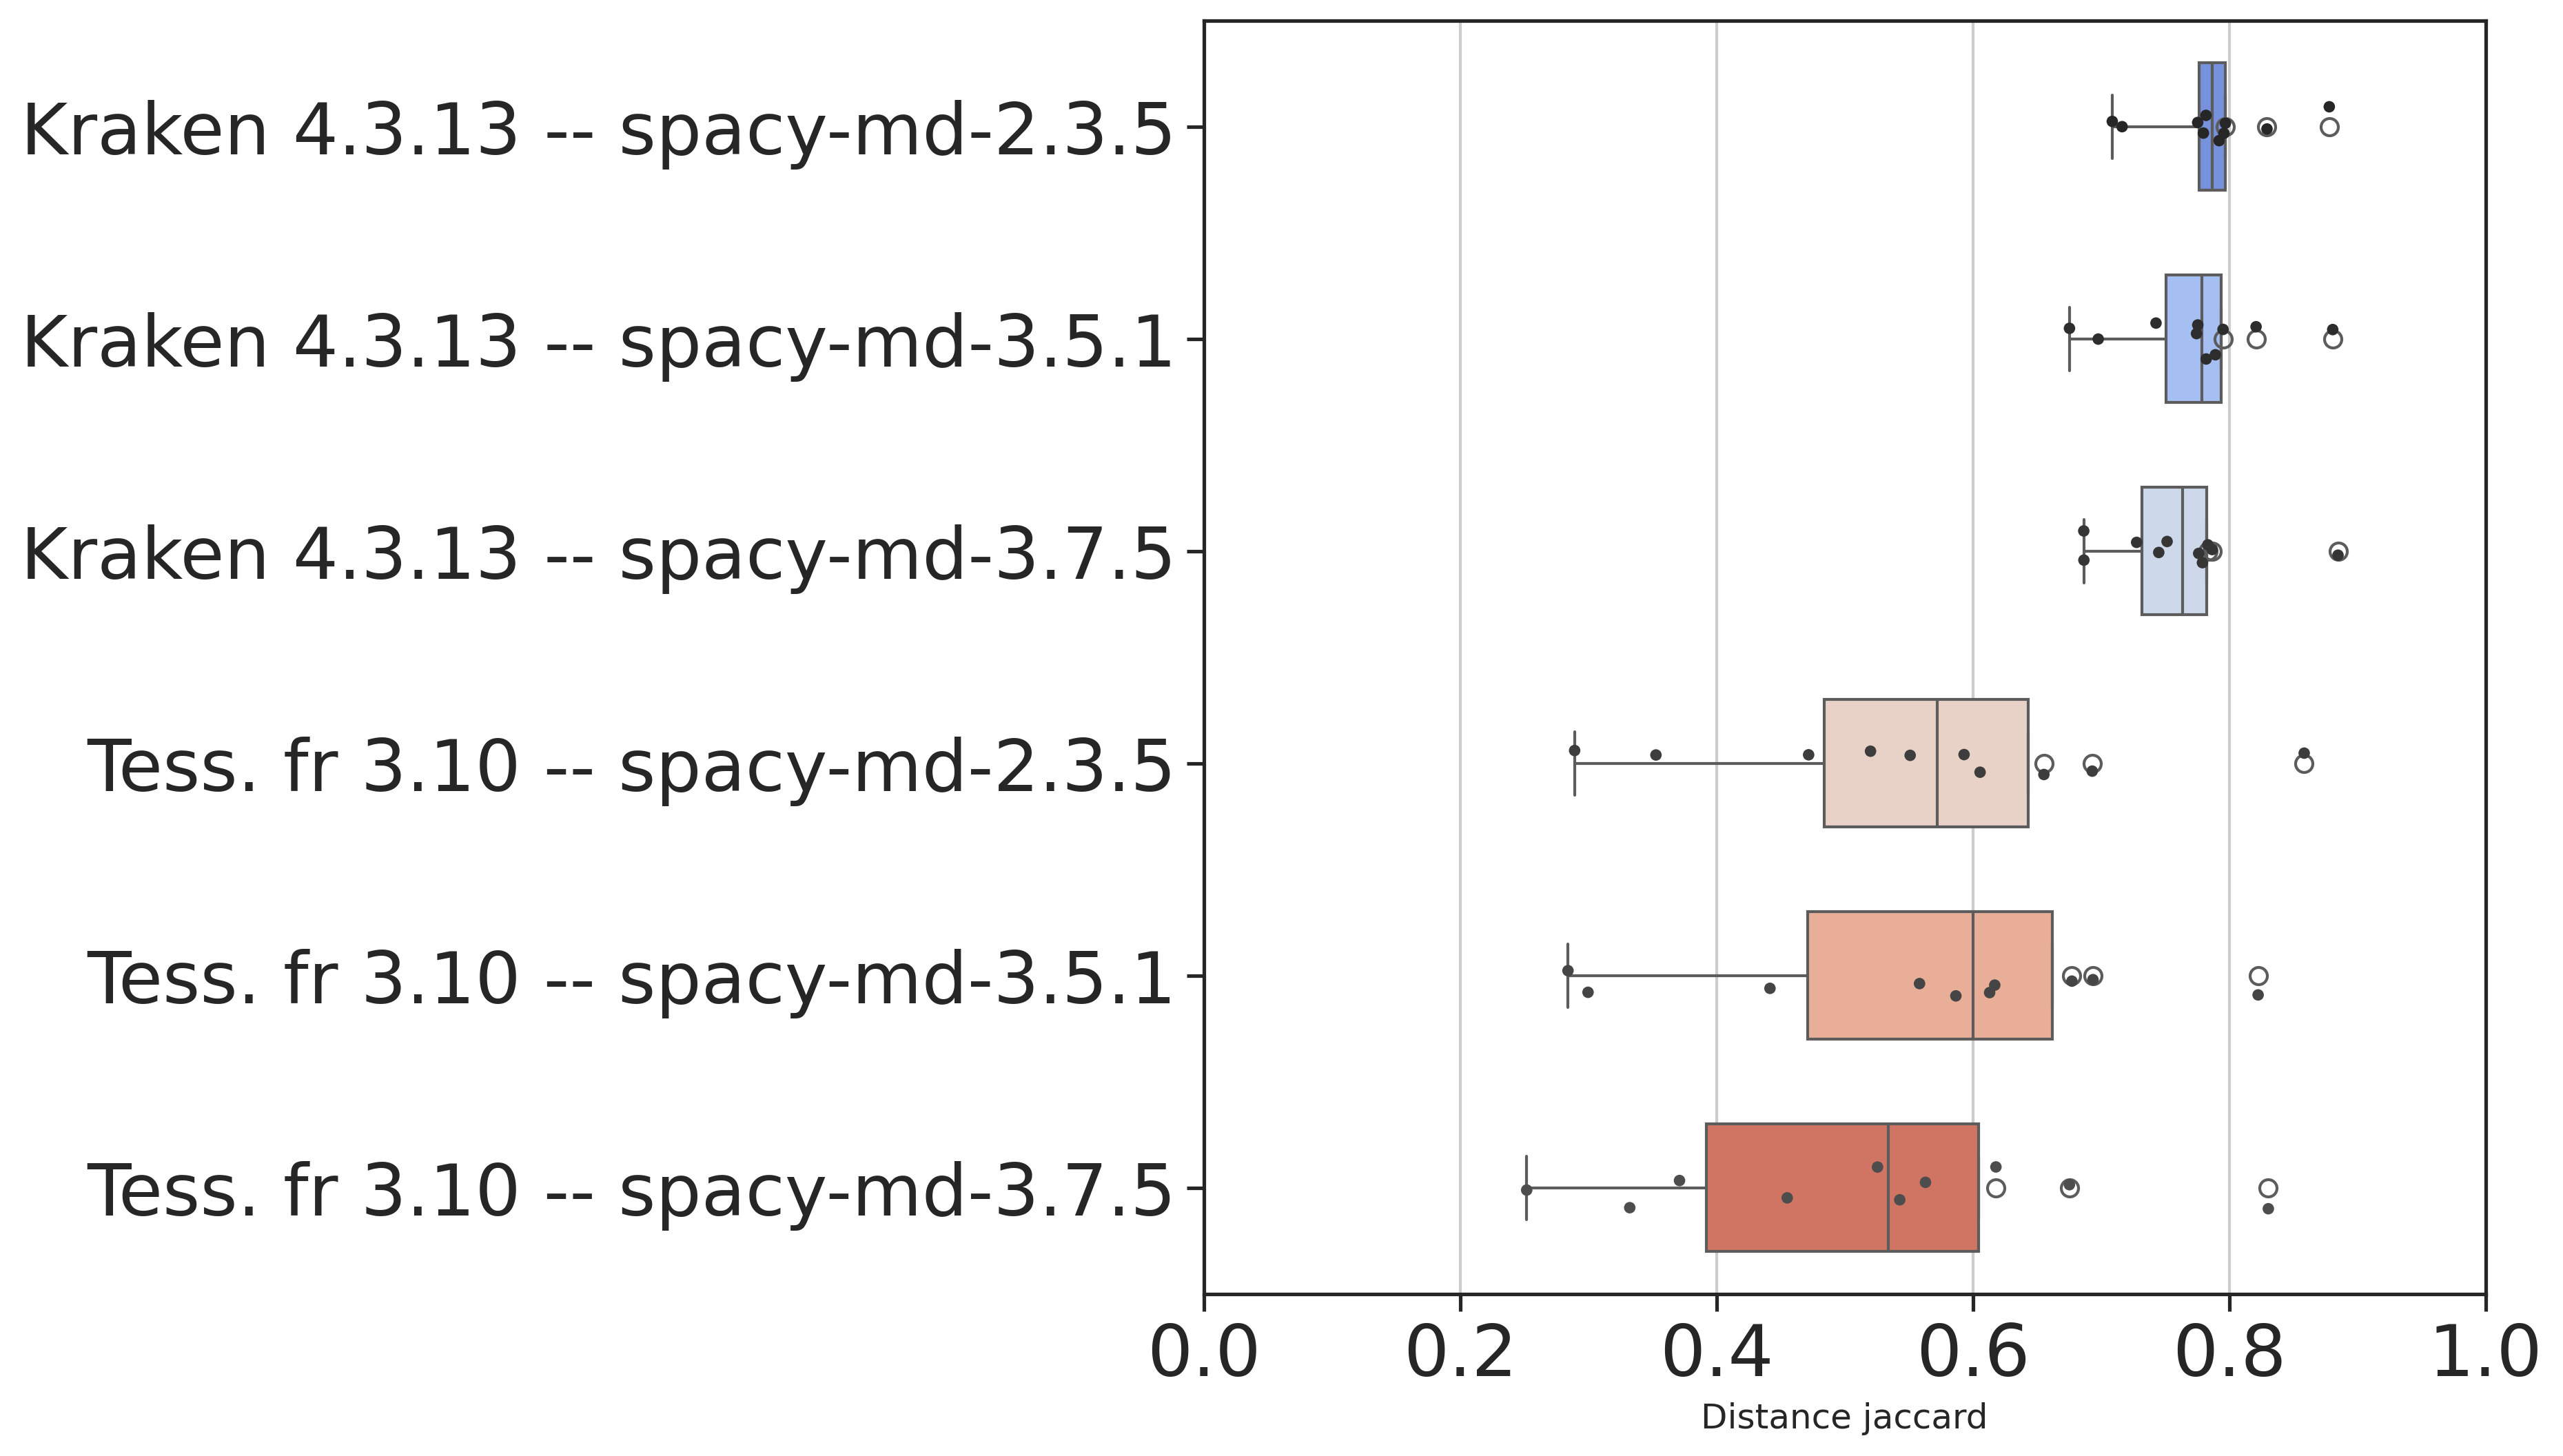 Kraken 4.3.13 -- spacy-md-2.3.5
Kraken 4.3.13 -- spacy-md-3.5.1
Kraken 4.3.13 -- spacy-md-3.7.5
Tess. fr 3.10 -- spacy-md-2.3.5
Tess. fr 3.10 -- spacy-md-3.5.1
Tess. fr 3.10 -- spacy-md-3.7.5
0.0 0.2 0.4 0.6 0.8 1.0
Distance jaccard